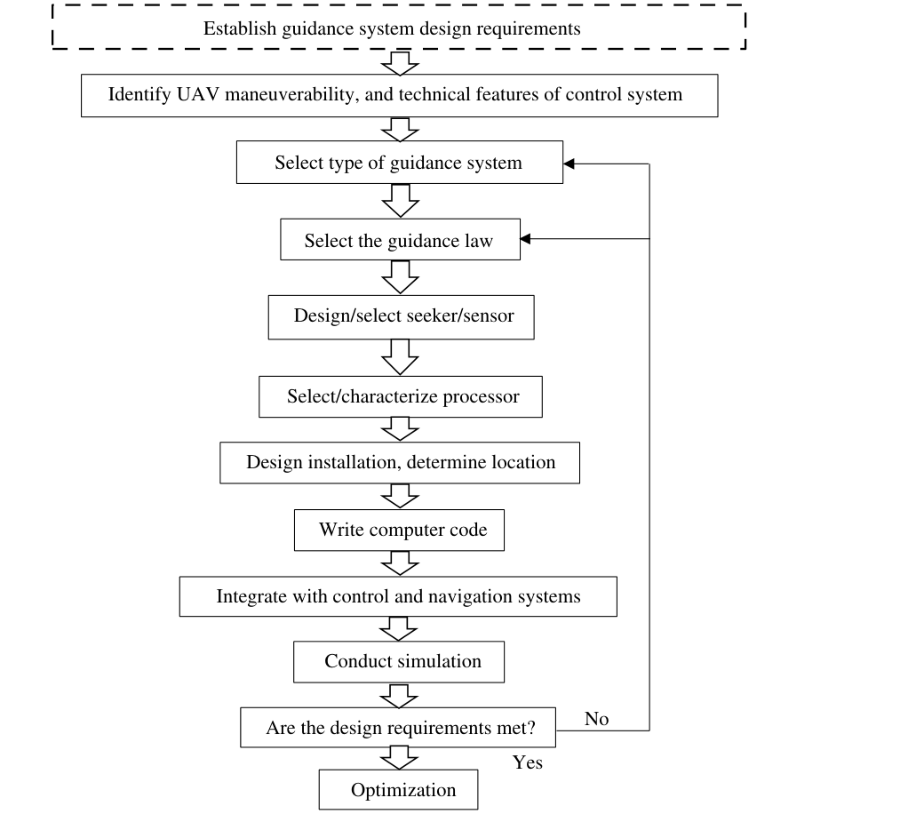 Establish guidance system design requirements
Identify UAV maneuverability, and technical features of control system
Select type of guidance system
Select the guidance law
Design/select seeker/sensor
Select/characterize processor
Design installation, determine location
Write computer code
Integrate with control and navigation systems
Conduct simulation
Are the design requirements met?
No
Yes
Optimization